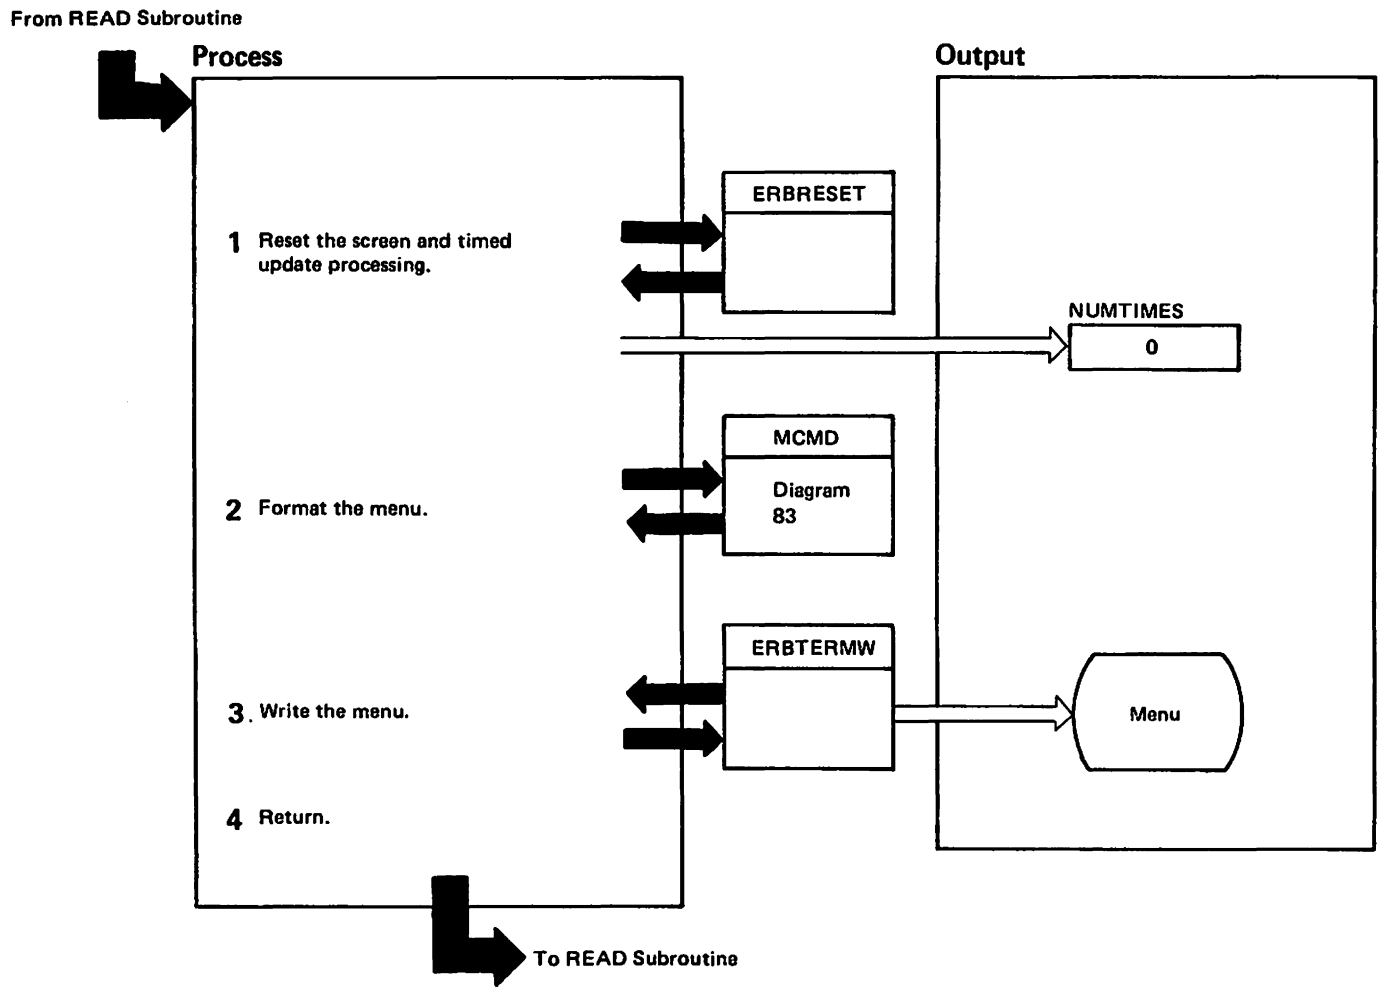 From READ Subroutine
Process
Output
ERBRESET
1 Reset the screen and timed
update processing.
NUMTIMES
0
MCMD
Diagram
83
2 Format the menu.
ERBTERMW
3. Write the menu.
Menu
4 Return.
To READ Subroutine